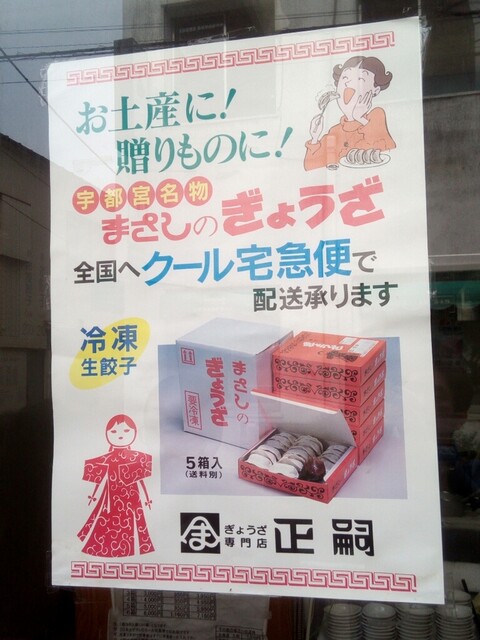 お土産に!
贈りものに!
宇都宮名物
まさしのぎょうざ
全国へクール宅急便で
配送承ります
冷凍
生餃子
まさしの
ぎょうざ
要冷凍
5箱入
(送料別)
ぎょうざ
専門店
正嗣